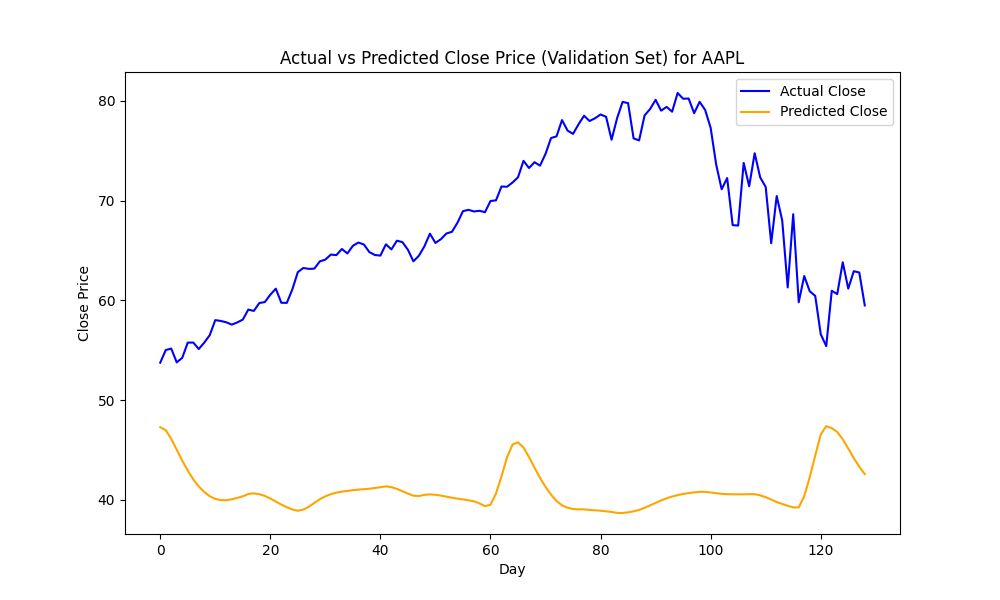 Actual vs Predicted Close Price (Validation Set) for AAPL
Actual Close
Predicted Close
Close Price
80
70
60
50
40
0 20 40 60 80 100 120
Day